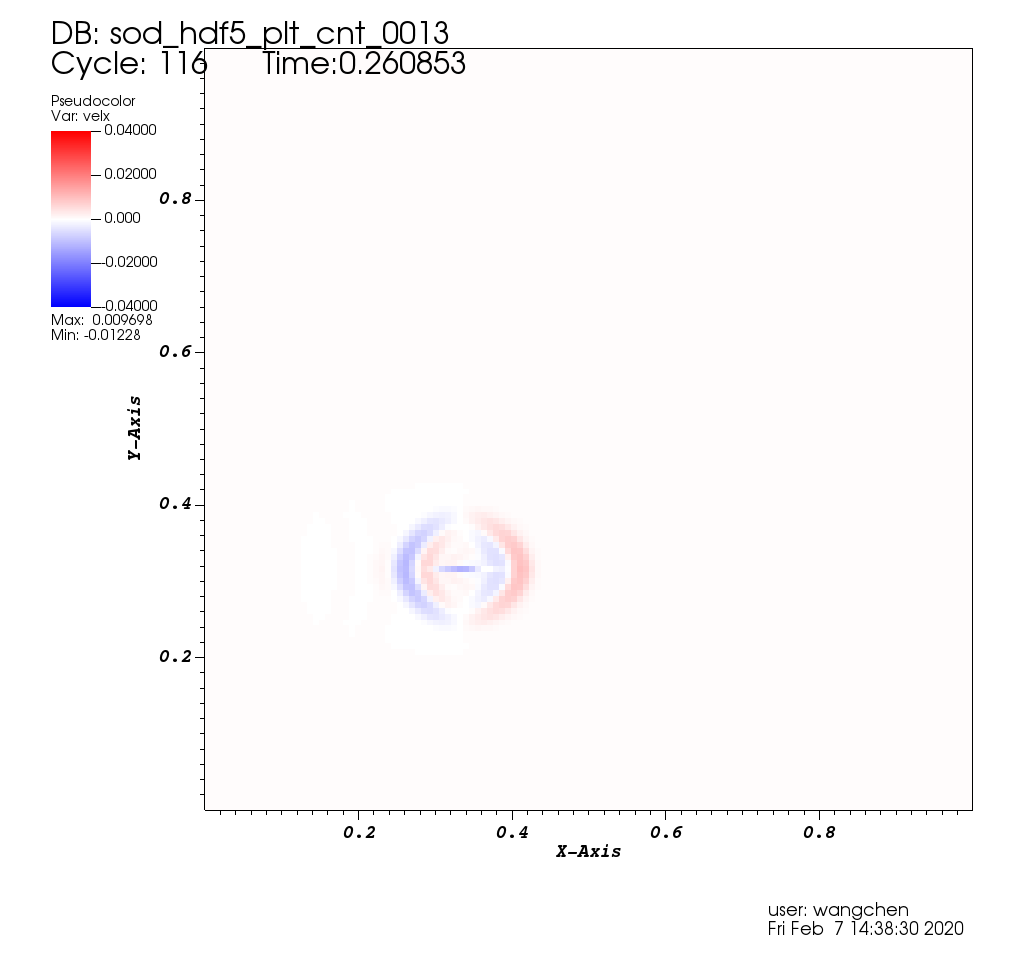 DB: sod_hdf5_plt_cnt_0013
Cycle: 116 Time:0.260853
Pseudocolor
Var: velx
0.04000
0.02000
0.000
-0.02000
-0.04000
Max: 0.009698
Min: -0.01228
0.8
0.6
0.4
0.2
Y-Axis
0.2 0.4 0.6 0.8
X-Axis
user: wangchen
Fri Feb 7 14:38:30 2020